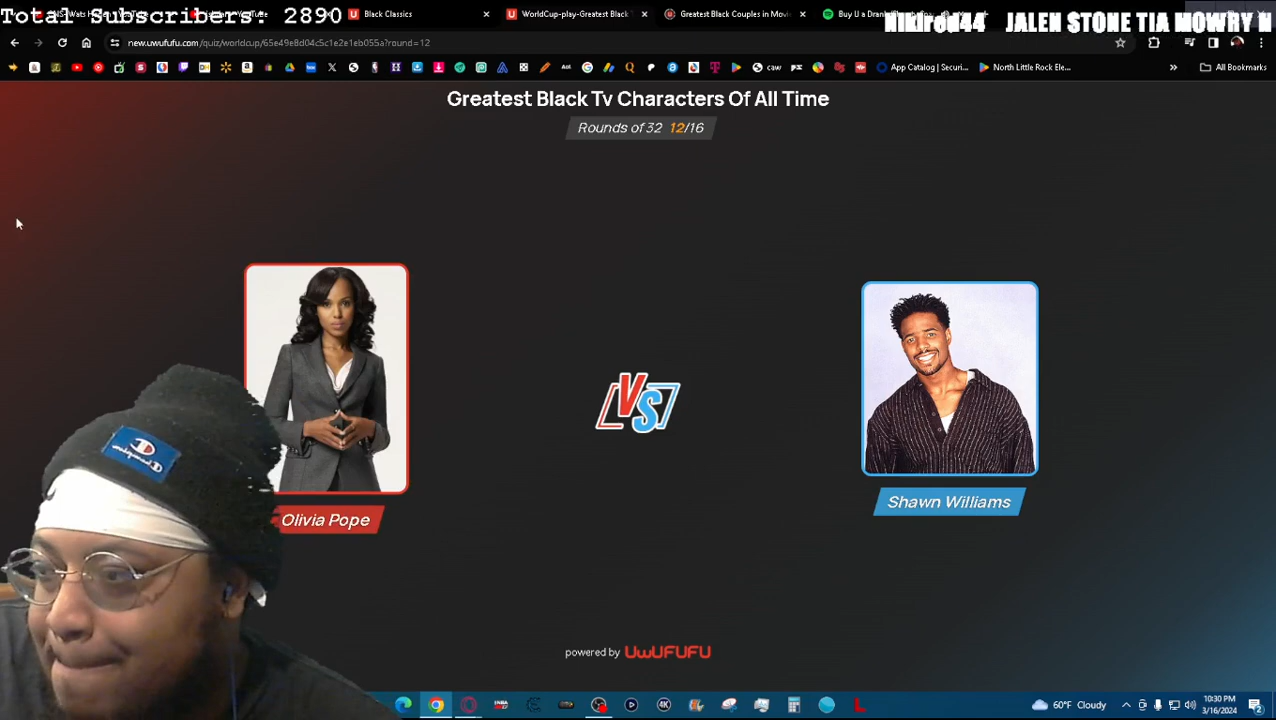 Total Subscribers: 2890
Nikirod44 JALEN STONE TIA MOWRY
Black Classics
WorldCup-play-Greatest Black
Greatest Black Couples
new.uwufufu.com/quiz/worldcup/65e49e8d04c5c1e2e1eb055a?round=12
caw
App Catalog | Securi...
North Little Rock Ele...
All Bookmarks
Greatest Black Tv Characters Of All Time
Rounds of 32 12/16
VS
Olivia Pope
Shawn Williams
powered by UwUFUFU
60°F Cloudy
10:30 PM
3/16/2024